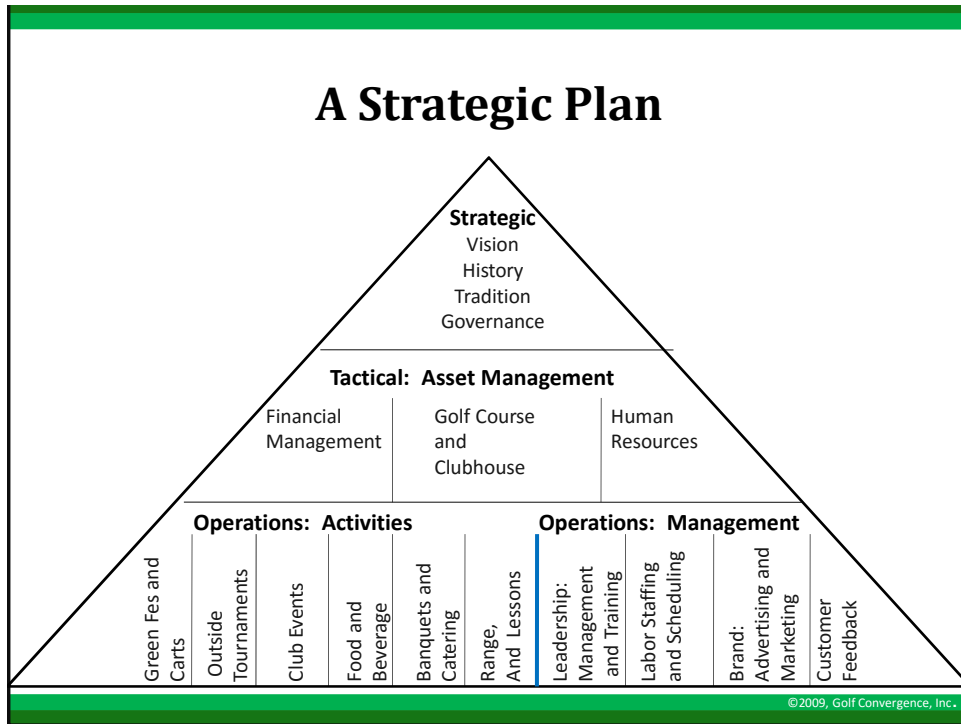 A Strategic Plan
Strategic
Vision
History
Tradition
Governance
Tactical: Asset Management
Financial
Management
Golf Course
and
Clubhouse
Human
Resources
Operations: Activities
Operations: Management
Green Fes and
Carts
Outside
Tournaments
Club Events
Food and
Beverage
Banquets and
Catering
Range,
And Lessons
Leadership:
Management
and Training
Labor Staffing
and Scheduling
Brand:
Advertising and
Marketing
Customer
Feedback
©2009, Golf Convergence, Inc.